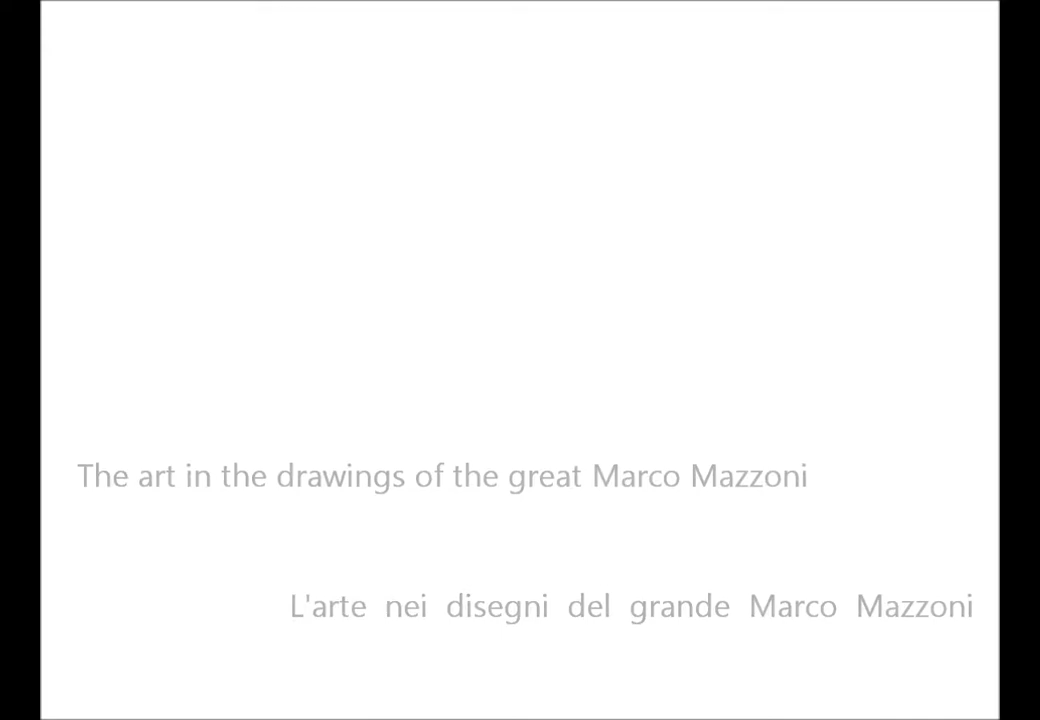 The art in the drawings of the great Marco Mazzoni
L'arte nei disegni del grande Marco Mazzoni